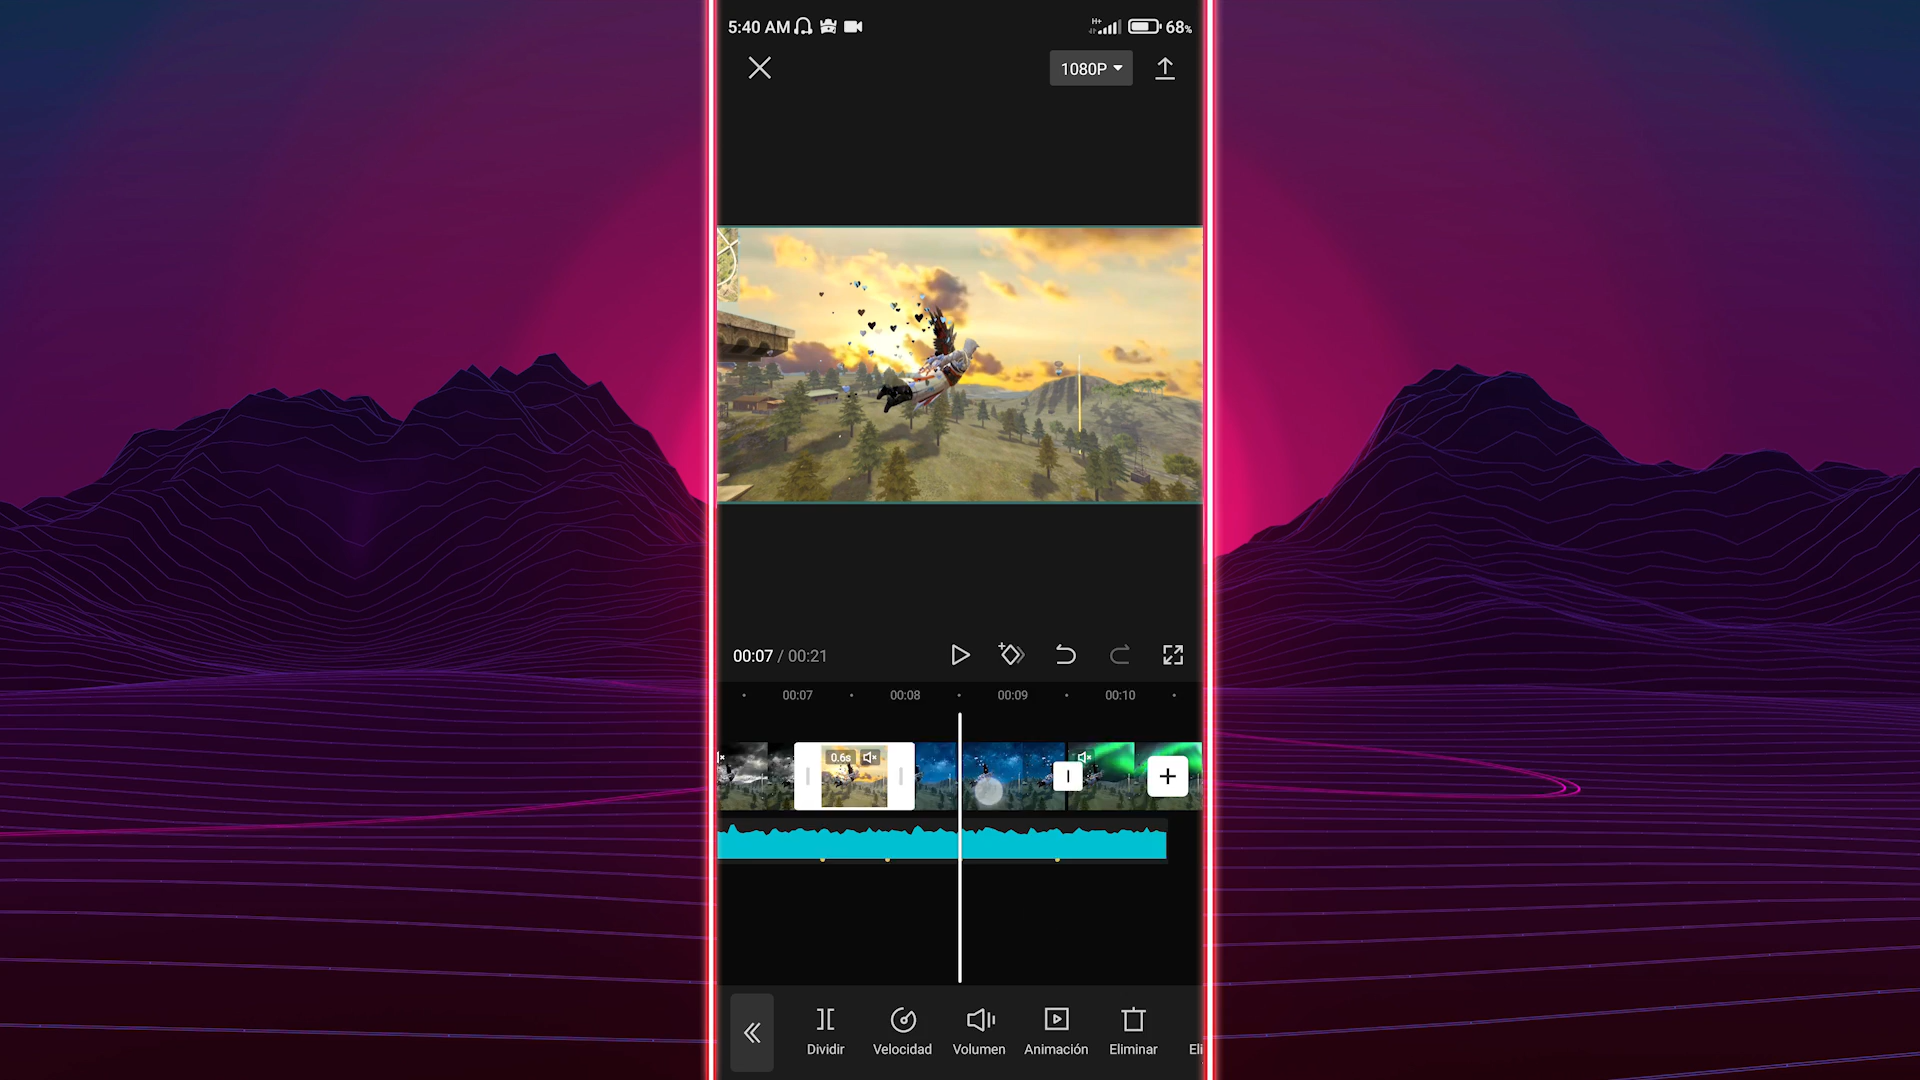 5:40 AM
H+
68%
1080P
00:07 / 00:21
00:07
00:08
00:09
00:10
0.6s
Dividir
Velocidad
Volumen
Animación
Eliminar
Eli